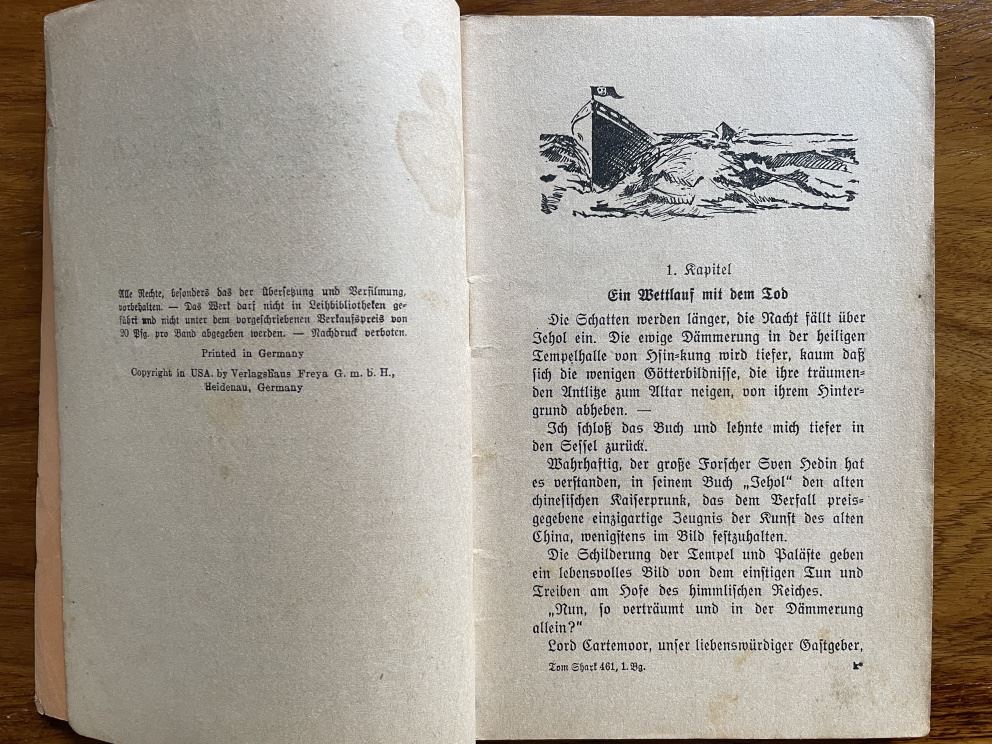 Alle Rechte, besonders das der Übersetzung und Verfilmung,
vorbehalten. — Das Werk darf nicht in Leihbibliotheken ge-
führt und nicht unter dem vorgeschriebenen Verkaufspreis von
20 Pfg. pro Band abgegeben werden. — Nachdruck verboten.
Printed in Germany
Copyright in USA. by Verlagshaus Freya G. m. b. H.,
Heidenau, Germany
1. Kapitel
Ein Wettlauf mit dem Tod
Die Schatten werden länger, die Nacht fällt über
Jehol ein. Die ewige Dämmerung in der heiligen
Tempelhalle von Hsin-kung wird tiefer, kaum daß
sich die wenigen Götterbildnisse, die ihre träumen-
den Antlitze zum Altar neigen, von ihrem Hinter-
grund abheben. —
Ich schloß das Buch und lehnte mich tiefer in
den Sessel zurück.
Wahrhaftig, der große Forscher Sven Hedin hat
es verstanden, in seinem Buch „Jehol" den alten
chinesischen Kaiserprunk, das dem Verfall preis-
gegebene einzigartige Zeugnis der Kunst des alten
China, wenigstens im Bild festzuhalten.
Die Schilderung der Tempel und Paläste geben
ein lebensvolles Bild von dem einstigen Tun und
Treiben am Hofe des himmlischen Reiches.
„Nun, so verträumt und in der Dämmerung
allein?"
Lord Cartemoor, unser liebenswürdiger Gastgeber,
Tom Shark 461, 1. Bg.